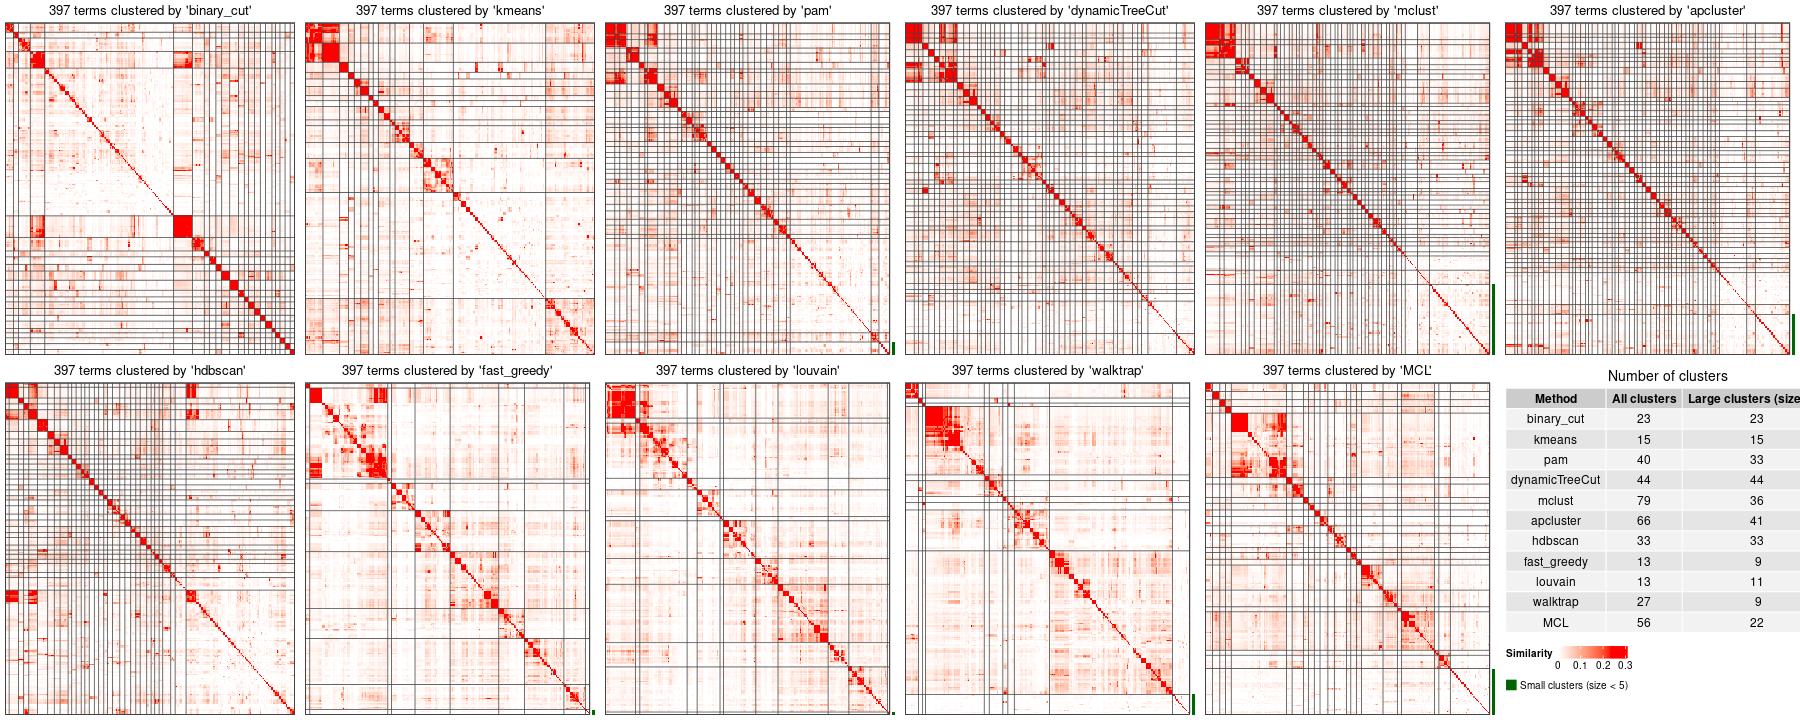 397 terms clustered by 'binary_cut'
397 terms clustered by 'kmeans'
397 terms clustered by 'pam'
397 terms clustered by 'dynamicTreeCut'
397 terms clustered by 'mclust'
397 terms clustered by 'apcluster'
397 terms clustered by 'hdbscan'
397 terms clustered by 'fast_greedy'
397 terms clustered by 'louvain'
397 terms clustered by 'walktrap'
397 terms clustered by 'MCL'
Number of clusters
Method All clusters Large clusters (size
binary_cut 23 23
kmeans 15 15
pam 40 33
dynamicTreeCut 44 44
mclust 79 36
apcluster 66 41
hdbscan 33 33
fast_greedy 13 9
louvain 13 11
walktrap 27 9
MCL 56 22
Similarity
0 0.1 0.2 0.3
Small clusters (size < 5)